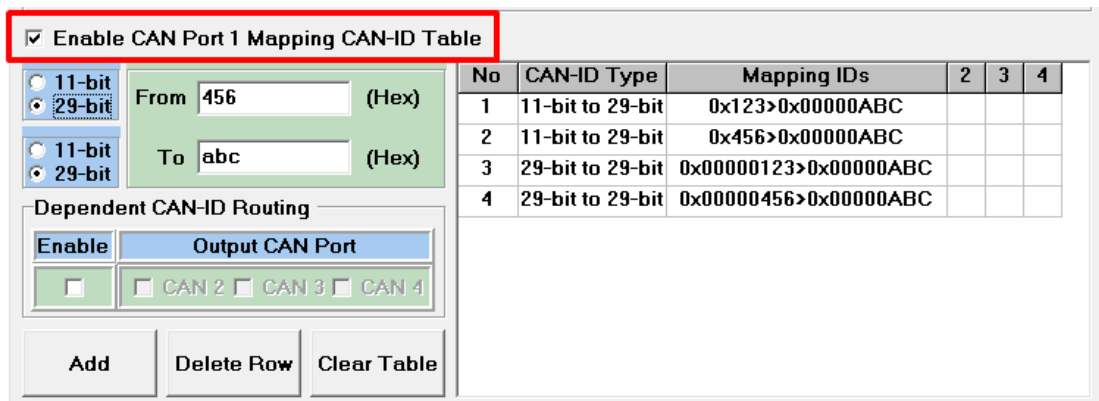 Enable CAN Port 1 Mapping CAN-ID Table
11-bit
29-bit
From 456 (Hex)
11-bit
29-bit
To abc (Hex)
Dependent CAN-ID Routing
Enable Output CAN Port
CAN 2 CAN 3 CAN 4
Add Delete Row Clear Table
No CAN-ID Type Mapping IDs 2 3 4
1 11-bit to 29-bit 0x123>0x00000ABC
2 11-bit to 29-bit 0x456>0x00000ABC
3 29-bit to 29-bit 0x00000123>0x00000ABC
4 29-bit to 29-bit 0x00000456>0x00000ABC